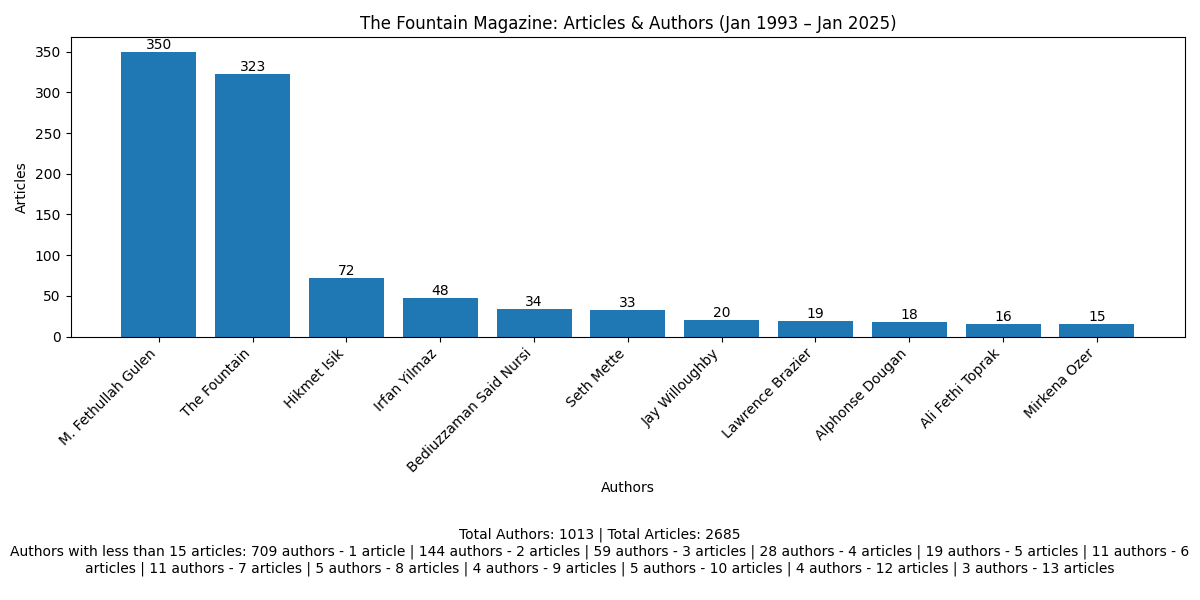 The Fountain Magazine: Articles & Authors (Jan 1993 – Jan 2025)
Articles
350
300
250
200
150
100
50
0
350
323
72
48
34
33
20
19
18
16
15
M. Fethullah Gulen
The Fountain
Hikmet Isik
Irfan Yilmaz
Bediuzzaman Said Nursi
Seth Mette
Jay Willoughby
Lawrence Brazier
Alphonse Dougan
Ali Fethi Toprak
Mirkena Ozer
Authors
Total Authors: 1013 | Total Articles: 2685
Authors with less than 15 articles: 709 authors - 1 article | 144 authors - 2 articles | 59 authors - 3 articles | 28 authors - 4 articles | 19 authors - 5 articles | 11 authors - 6
articles | 11 authors - 7 articles | 5 authors - 8 articles | 4 authors - 9 articles | 5 authors - 10 articles | 4 authors - 12 articles | 3 authors - 13 articles